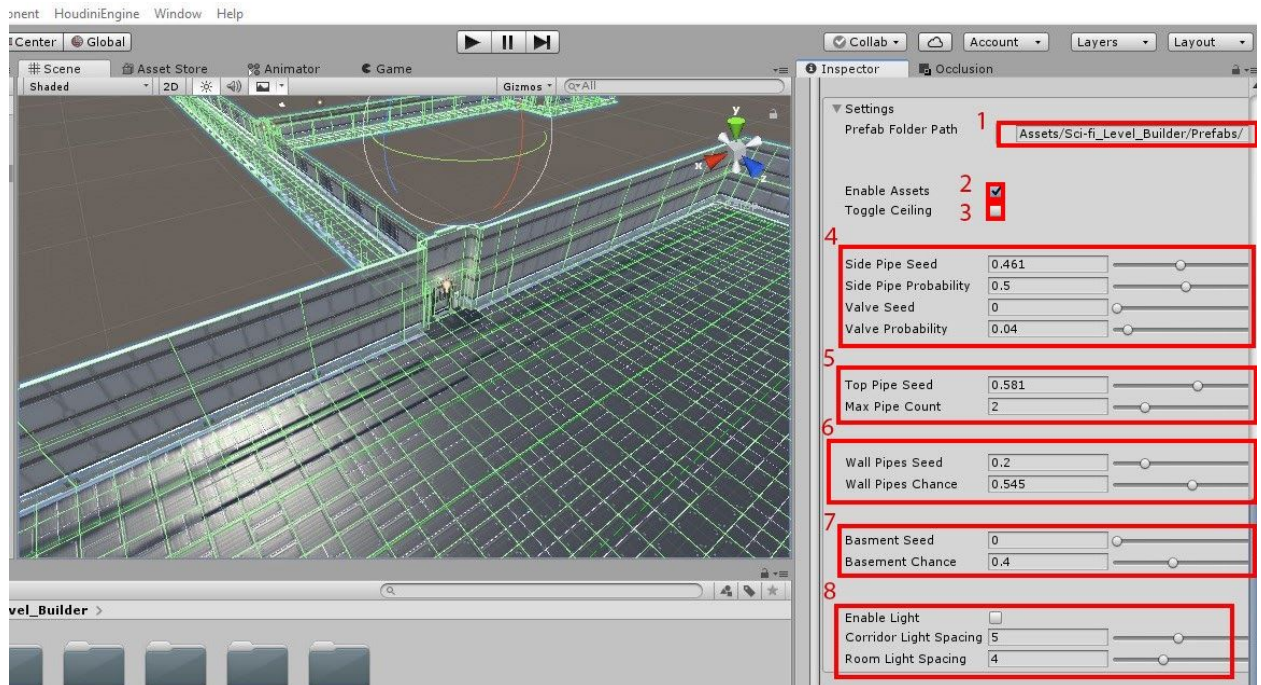 HoudiniEngine Window Help
Center Global Collab Account Layers Layout
# Scene Asset Store Animator Game Inspector Occlusion
Shaded 2D Gizmos All
y
x
z
Settings
1
Prefab Folder Path Assets/Sci-fi_Level_Builder/Prefabs/
Enable Assets 2
Toggle Ceiling 3
4
Side Pipe Seed 0.461
Side Pipe Probability 0.5
Valve Seed 0
Valve Probability 0.04
5
Top Pipe Seed 0.581
Max Pipe Count 2
6
Wall Pipes Seed 0.2
Wall Pipes Chance 0.545
7
Basment Seed 0
Basement Chance 0.4
8
Enable Light
Corridor Light Spacing 5
Room Light Spacing 4
vel_Builder >